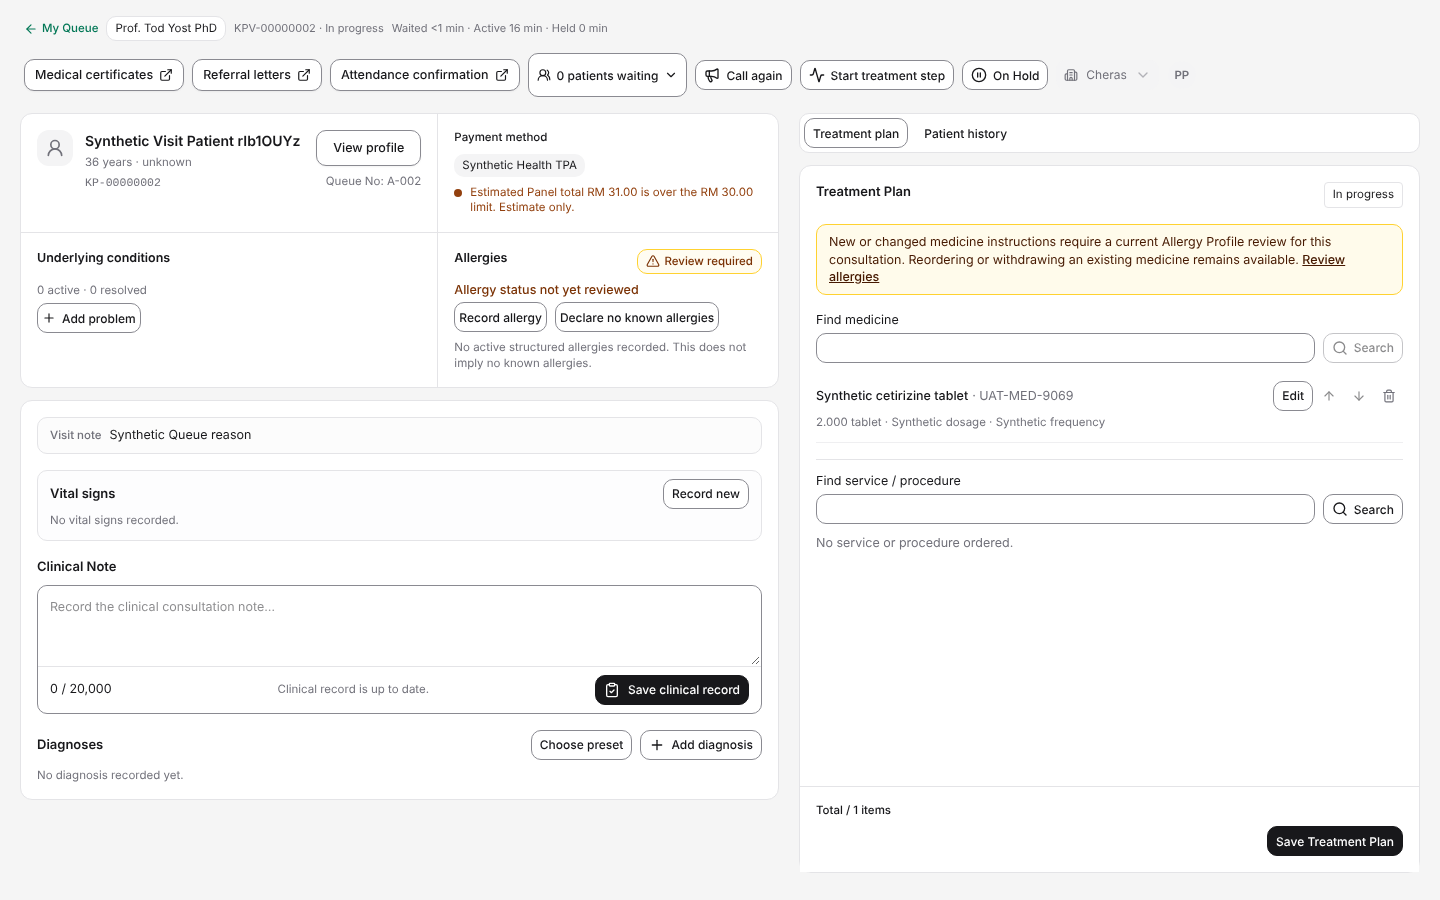 My Queue
Prof. Tod Yost PhD
KPV-00000002 · In progress
Waited <1 min · Active 16 min · Held 0 min
Medical certificates
Referral letters
Attendance confirmation
0 patients waiting
Call again
Start treatment step
On Hold
Cheras
PP
Synthetic Visit Patient rlb1OUYz
36 years · unknown
KP-00000002
View profile
Queue No: A-002
Payment method
Synthetic Health TPA
Estimated Panel total RM 31.00 is over the RM 30.00
limit. Estimate only.
Underlying conditions
0 active · 0 resolved
Add problem
Allergies
Review required
Allergy status not yet reviewed
Record allergy
Declare no known allergies
No active structured allergies recorded. This does not
imply no known allergies.
Visit note Synthetic Queue reason
Vital signs
Record new
No vital signs recorded.
Clinical Note
Record the clinical consultation note...
0 / 20,000
Clinical record is up to date.
Save clinical record
Diagnoses
Choose preset
Add diagnosis
No diagnosis recorded yet.
Treatment plan
Patient history
Treatment Plan
In progress
New or changed medicine instructions require a current Allergy Profile review for this
consultation. Reordering or withdrawing an existing medicine remains available. Review
allergies
Find medicine
Search
Synthetic cetirizine tablet · UAT-MED-9069
Edit
2.000 tablet · Synthetic dosage · Synthetic frequency
Find service / procedure
Search
No service or procedure ordered.
Total / 1 items
Save Treatment Plan